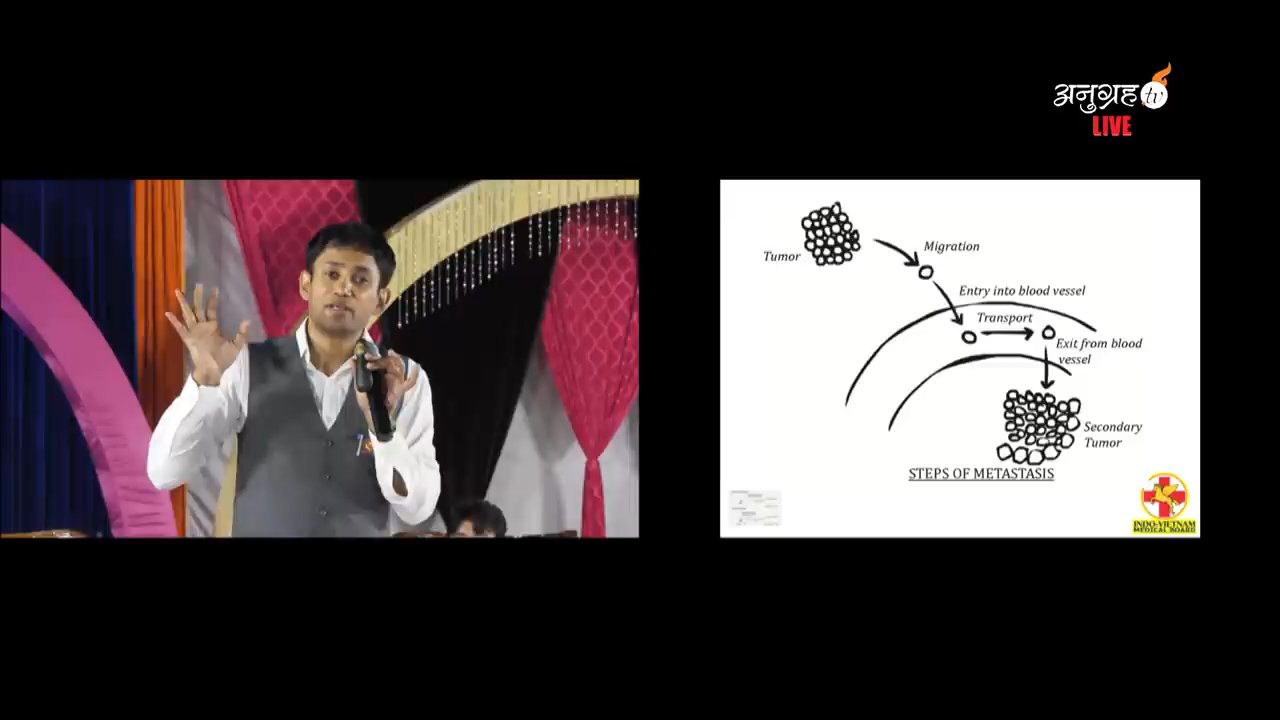 अनुग्रह tv
LIVE
Tumor
Migration
Entry into blood vessel
Transport
Exit from blood
vessel
Secondary
Tumor
STEPS OF METASTASIS
INDO-VIETNAM
MEDICAL BOARD